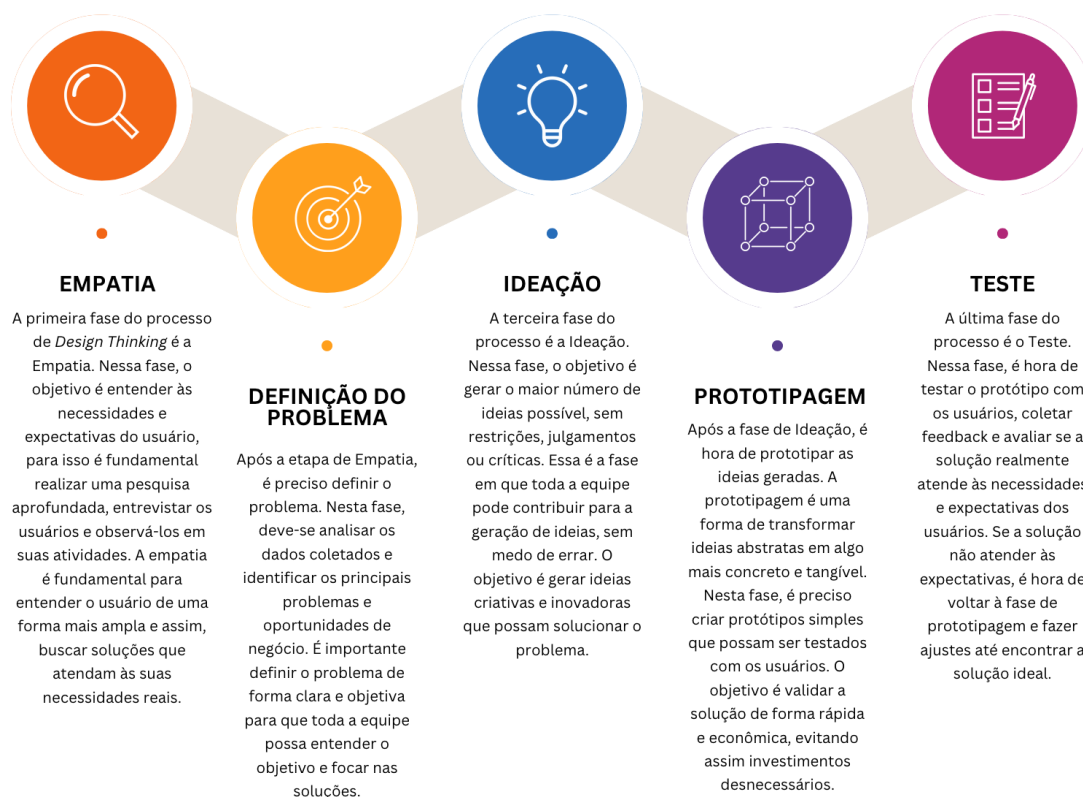 EMPATIA
A primeira fase do processo
de Design Thinking é a
Empatia. Nessa fase, o
objetivo é entender às
necessidades e
expectativas do usuário,
para isso é fundamental
realizar uma pesquisa
aprofundada, entrevistar os
usuários e observá-los em
suas atividades. A empatia
é fundamental para
entender o usuário de uma
forma mais ampla e assim,
buscar soluções que
atendam às suas
necessidades reais.
DEFINIÇÃO DO
PROBLEMA
Após a etapa de Empatia,
é preciso definir o
problema. Nesta fase,
deve-se analisar os
dados coletados e
identificar os principais
problemas e
oportunidades de
negócio. É importante
definir o problema de
forma clara e objetiva
para que toda a equipe
possa entender o
objetivo e focar nas
soluções.
IDEAÇÃO
A terceira fase do
processo é a Ideação.
Nessa fase, o objetivo é
gerar o maior número de
ideias possível, sem
restrições, julgamentos
ou críticas. Essa é a fase
em que toda a equipe
pode contribuir para a
geração de ideias, sem
medo de errar. O
objetivo é gerar ideias
criativas e inovadoras
que possam solucionar o
problema.
PROTOTIPAGEM
Após a fase de Ideação, é
hora de prototipar as
ideias geradas. A
prototipagem é uma
forma de transformar
ideias abstratas em algo
mais concreto e tangível.
Nesta fase, é preciso
criar protótipos simples
que possam ser testados
com os usuários. O
objetivo é validar a
solução de forma rápida
e econômica, evitando
assim investimentos
desnecessários.
TESTE
A última fase do
processo é o Teste.
Nessa fase, é hora de
testar o protótipo com
os usuários, coletar
feedback e avaliar se a
solução realmente
atende às necessidades
e expectativas dos
usuários. Se a solução
não atender às
expectativas, é hora de
voltar à fase de
prototipagem e fazer
ajustes até encontrar a
solução ideal.